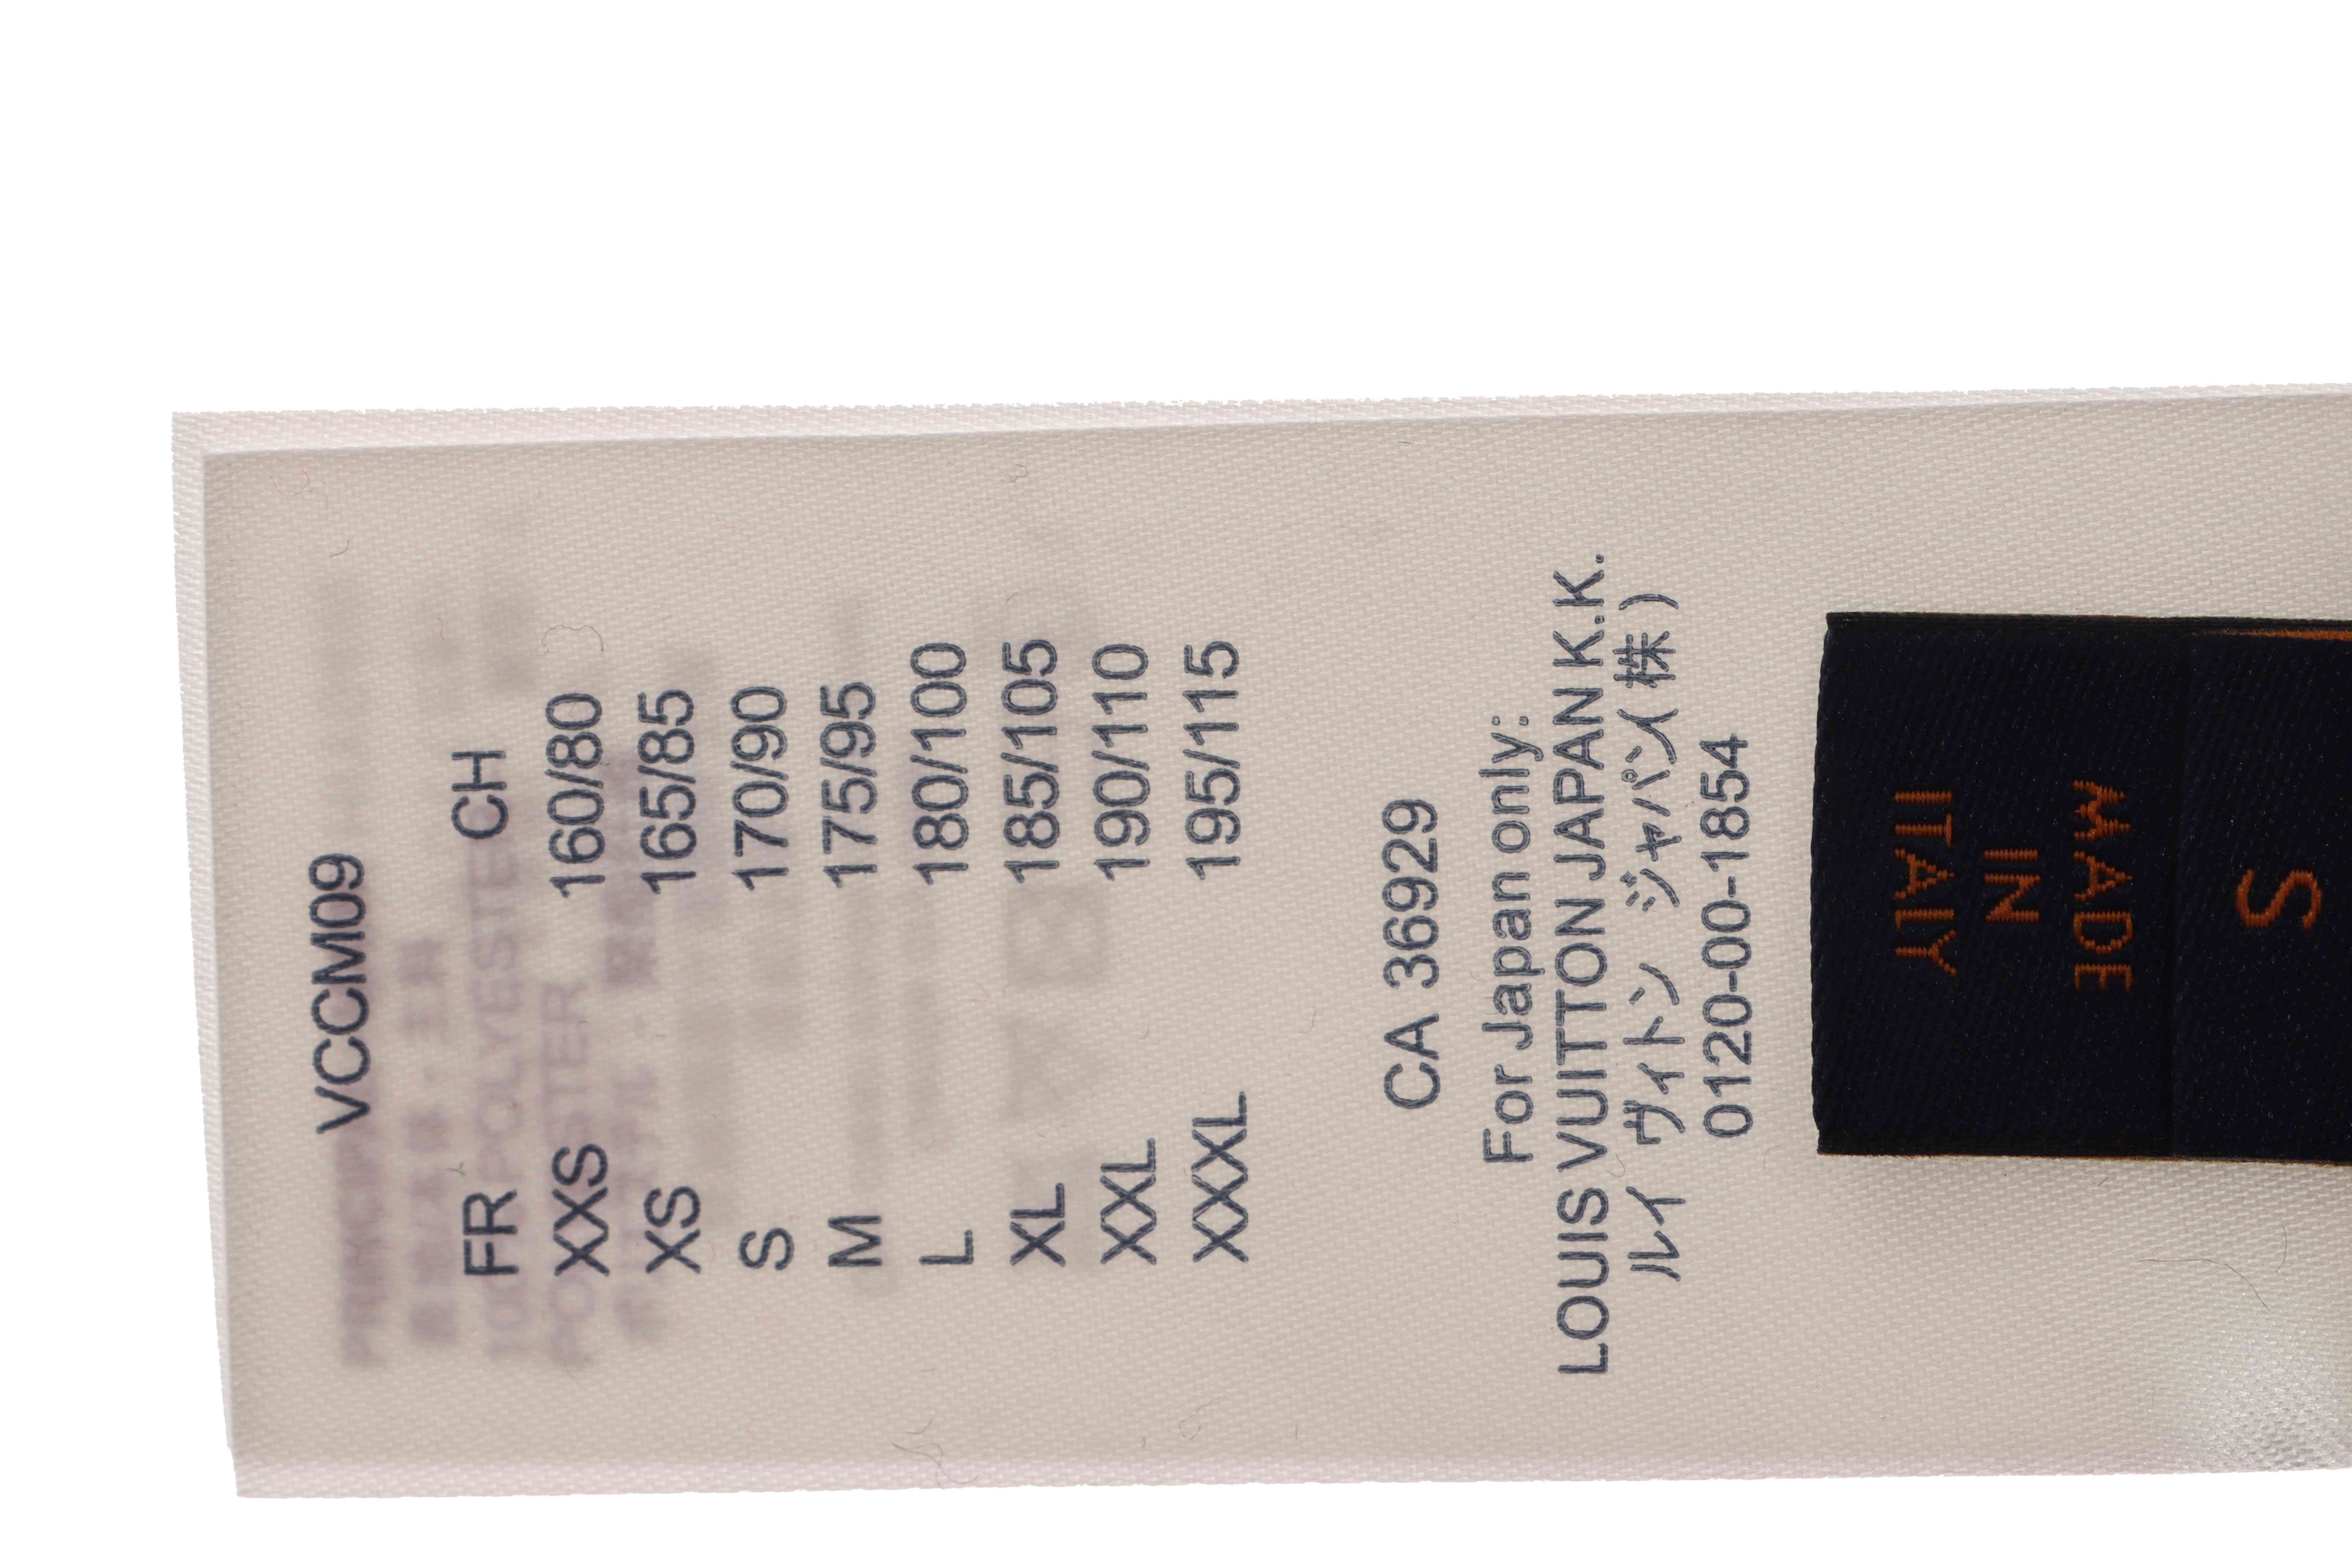 VCCM09
FR CH
XXS 160/80
XS 165/85
S 170/90
M 175/95
L 180/100
XL 185/105
XXL 190/110
XXXL 195/115
CA 36929
For Japan only:
LOUIS VUITTON JAPAN K.K.
ルイ ヴィトン ジャパン(株)
0120-00-1854
S
MADE
IN
ITALY